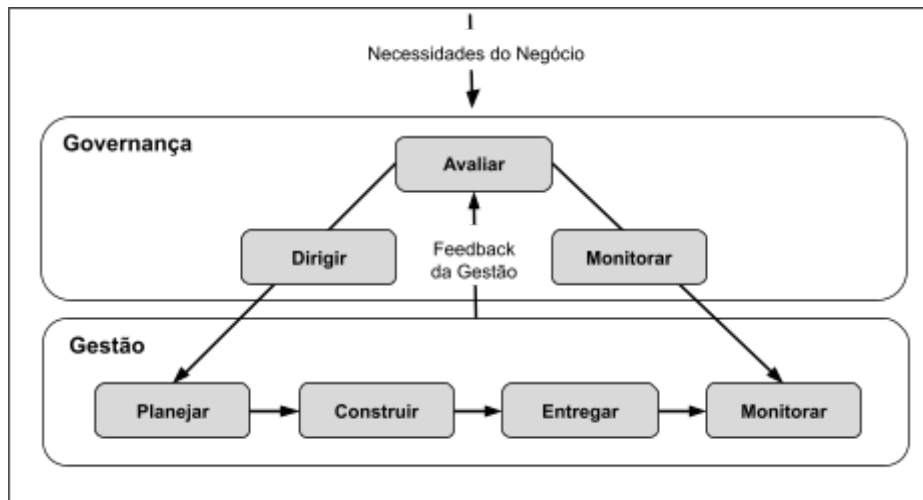 Necessidades do Negócio
Governança
Avaliar
Dirigir
Feedback
da Gestão
Monitorar
Gestão
Planejar
Construir
Entregar
Monitorar